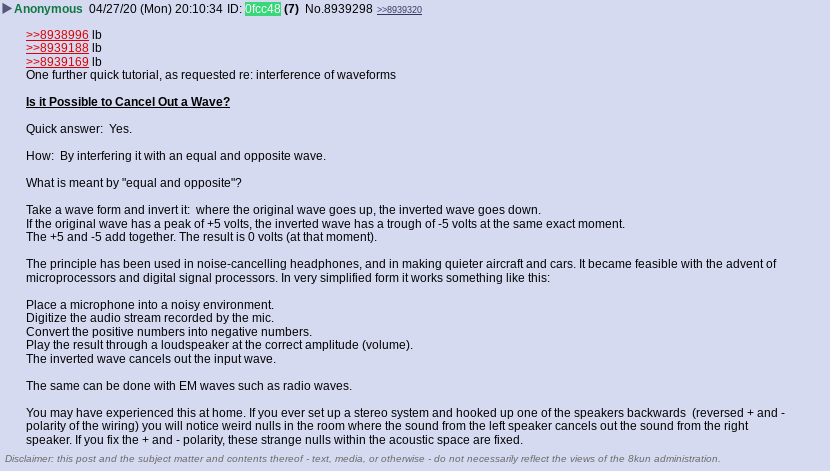 ▶Anonymous 04/27/20 (Mon) 20:10:34 ID: 0fcc48 (7) No.8939298 >>8939320
>>8938996 lb
>>8939188 lb
>>8939169 lb
One further quick tutorial, as requested re: interference of waveforms
Is it Possible to Cancel Out a Wave?
Quick answer:  Yes.
How:  By interfering it with an equal and opposite wave.
What is meant by "equal and opposite"?
Take a wave form and invert it:  where the original wave goes up, the inverted wave goes down.
If the original wave has a peak of +5 volts, the inverted wave has a trough of -5 volts at the same exact moment.
The +5 and -5 add together. The result is 0 volts (at that moment).
The principle has been used in noise-cancelling headphones, and in making quieter aircraft and cars. It became feasible with the advent of
microprocessors and digital signal processors. In very simplified form it works something like this:
Place a microphone into a noisy environment.
Digitize the audio stream recorded by the mic.
Convert the positive numbers into negative numbers.
Play the result through a loudspeaker at the correct amplitude (volume).
The inverted wave cancels out the input wave.
The same can be done with EM waves such as radio waves.
You may have experienced this at home. If you ever set up a stereo system and hooked up one of the speakers backwards  (reversed + and -
polarity of the wiring) you will notice weird nulls in the room where the sound from the left speaker cancels out the sound from the right
speaker. If you fix the + and - polarity, these strange nulls within the acoustic space are fixed.
Disclaimer: this post and the subject matter and contents thereof - text, media, or otherwise - do not necessarily reflect the views of the 8kun administration.